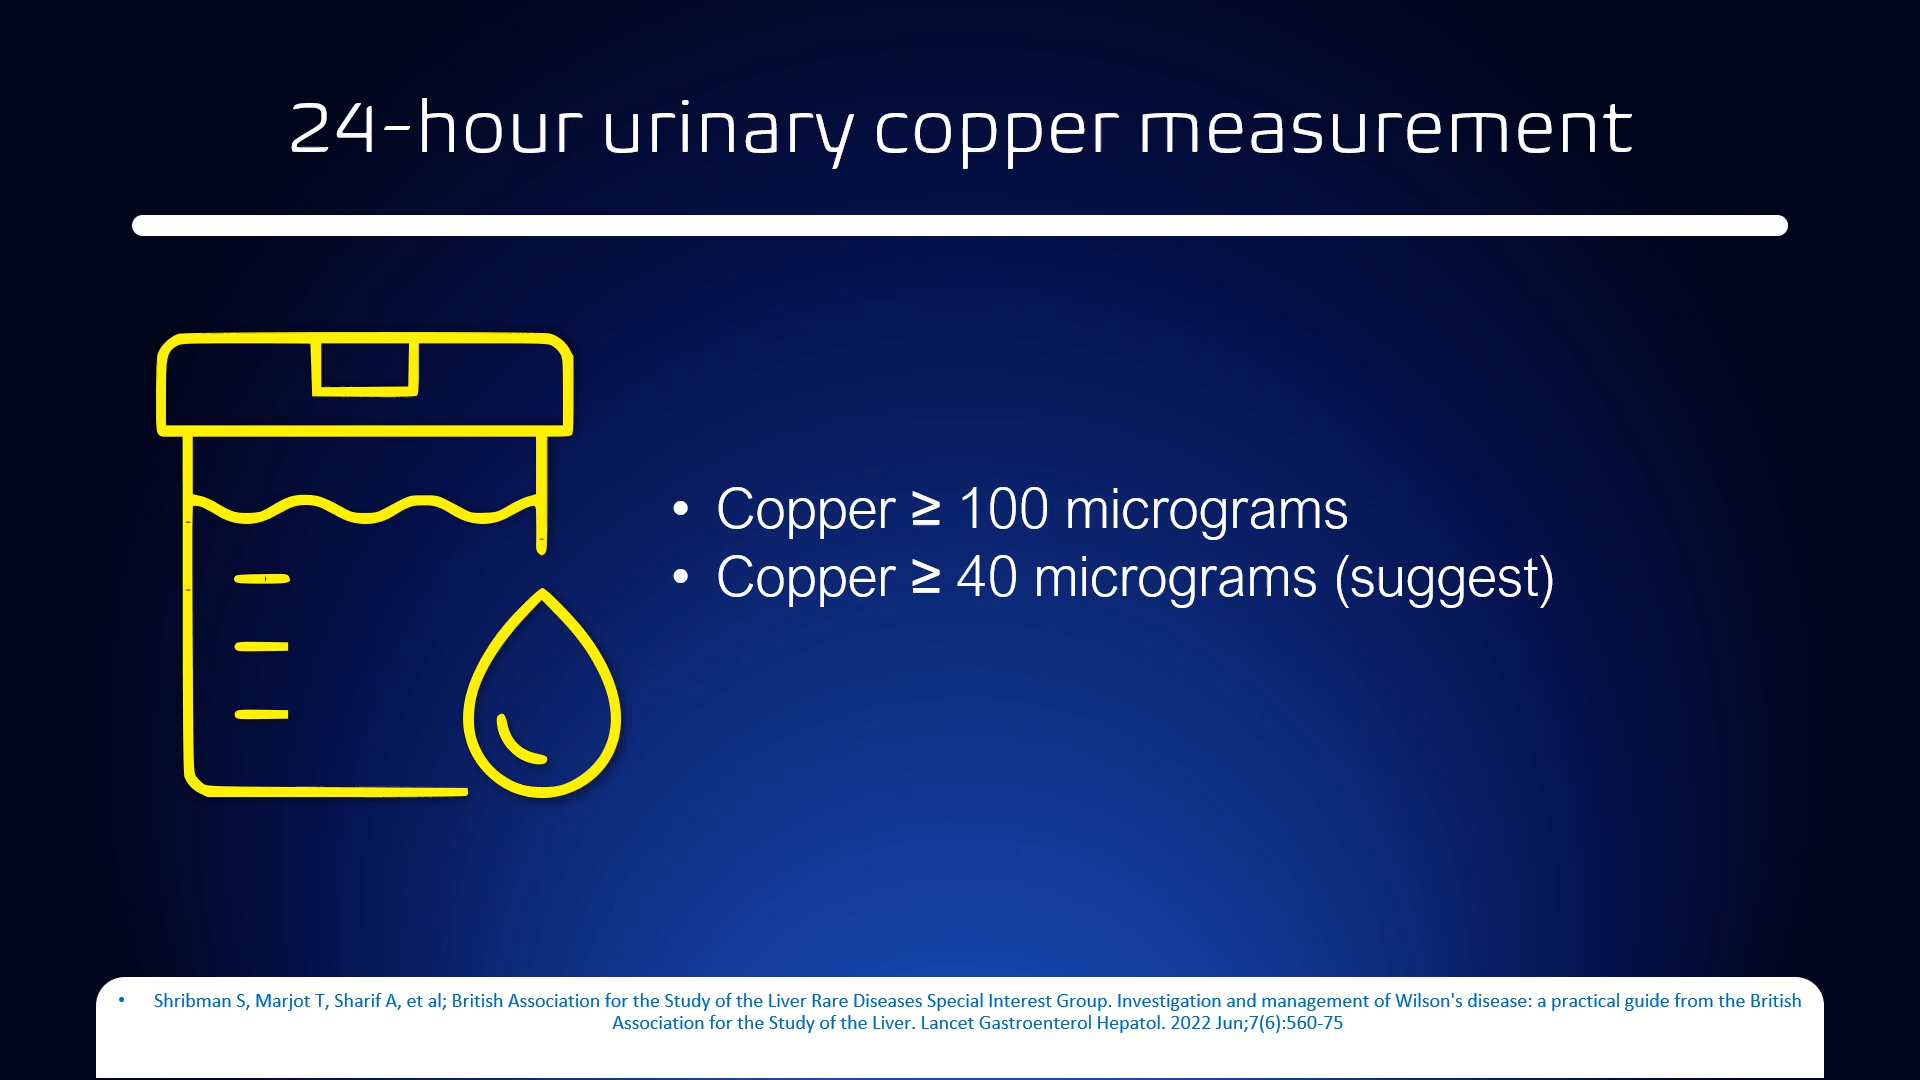 24-hour urinary copper measurement
• Copper ≥ 100 micrograms
• Copper ≥ 40 micrograms (suggest)
• Shribman S, Marjot T, Sharif A, et al; British Association for the Study of the Liver Rare Diseases Special Interest Group. Investigation and management of Wilson's disease: a practical guide from the British
Association for the Study of the Liver. Lancet Gastroenterol Hepatol. 2022 Jun;7(6):560-75